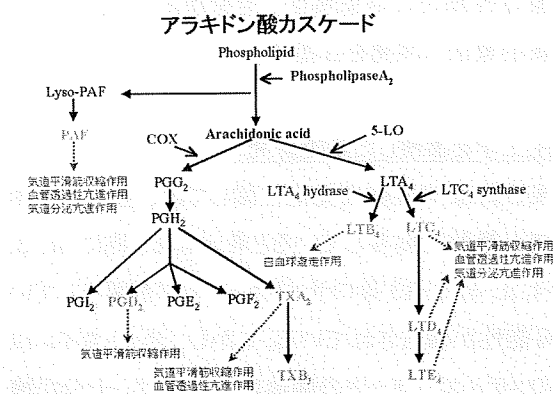 アラキドン酸カスケード
Phospholipid
PhospholipaseA2
Lyso-PAF
PAF
気道平滑筋収縮作用
血管透過性亢進作用
気道分泌亢進作用
COX
Arachidonic acid
5-LO
PGG2
LTA4 hydrase
LTA4
LTC4 synthase
PGH2
LTB4
LTC4
白血球遊走作用
気道平滑筋収縮作用
血管透過性亢進作用
気道分泌亢進作用
PGI2
PGD2
PGE2
PGF2
TXA2
LTD4
気道平滑筋収縮作用
気道平滑筋収縮作用
血管透過性亢進作用
TXB2
LTE4